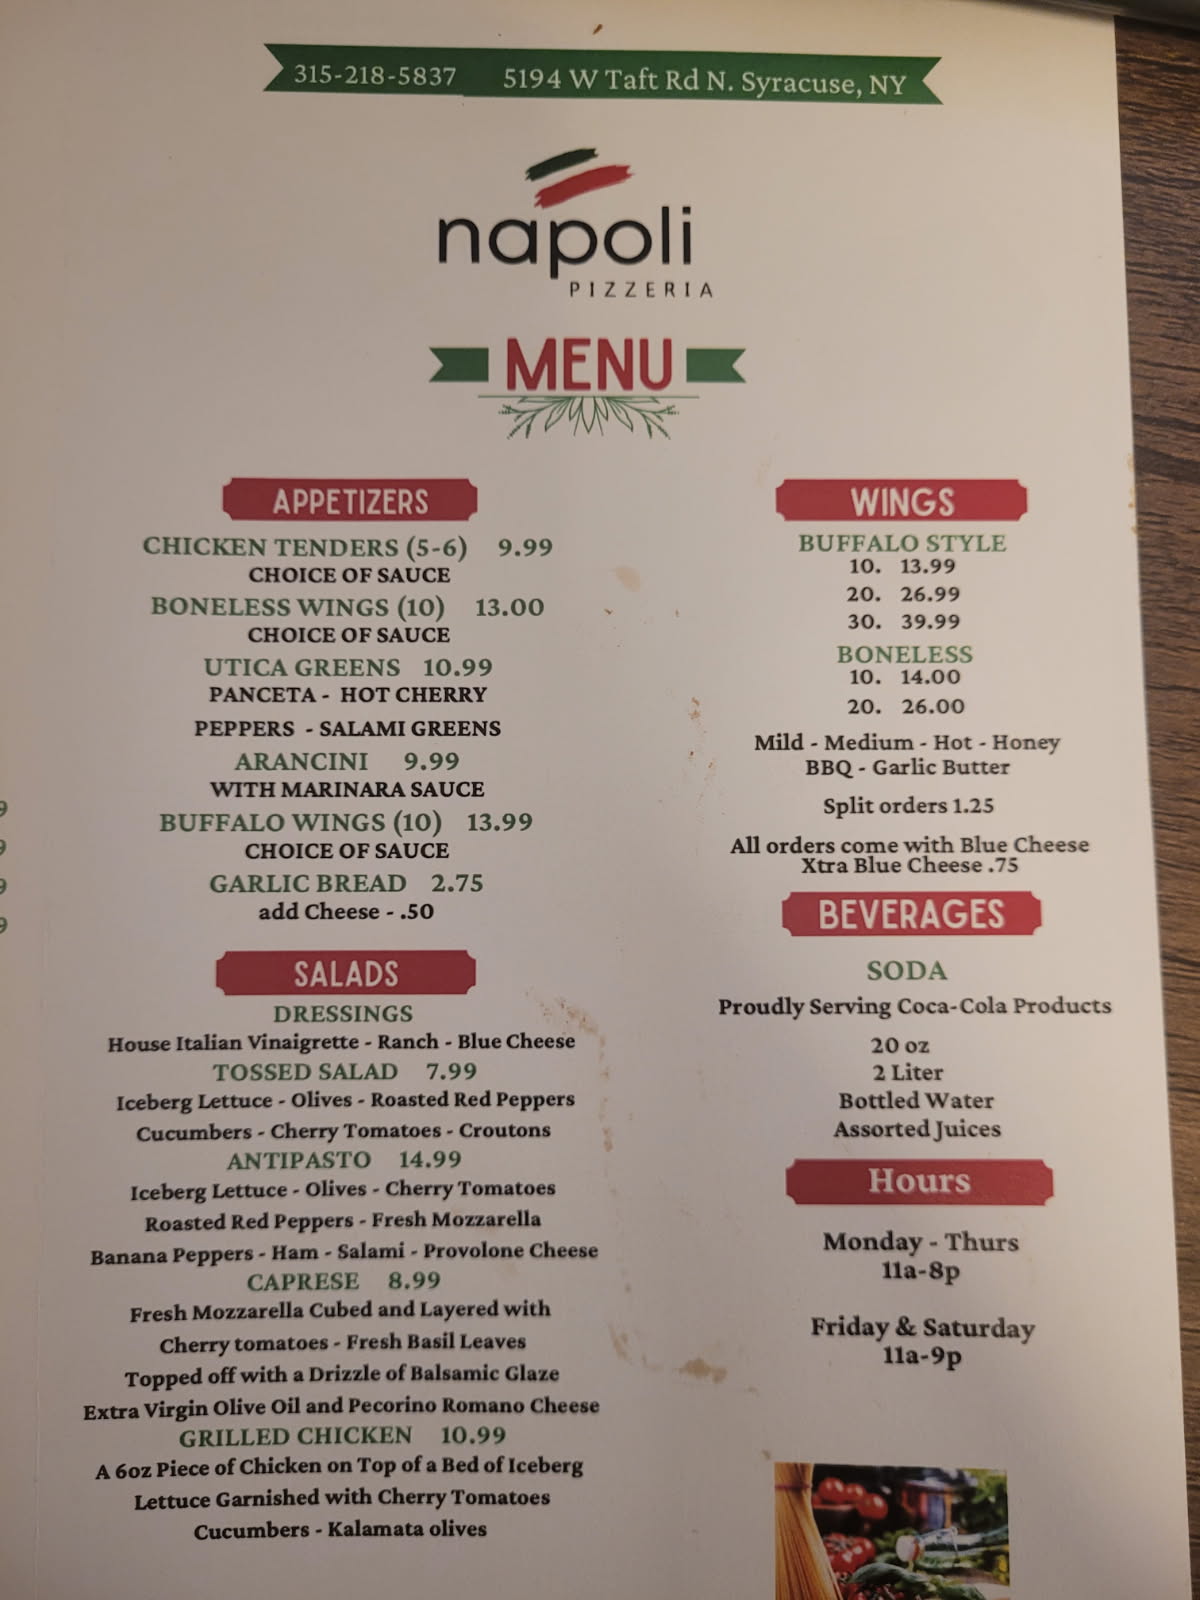 315-218-5837 5194 W Taft Rd N. Syracuse, NY
napoli
PIZZERIA
MENU
APPETIZERS
CHICKEN TENDERS (5-6) 9.99
CHOICE OF SAUCE
BONELESS WINGS (10) 13.00
CHOICE OF SAUCE
UTICA GREENS 10.99
PANCETA - HOT CHERRY
PEPPERS - SALAMI GREENS
ARANCINI 9.99
WITH MARINARA SAUCE
BUFFALO WINGS (10) 13.99
CHOICE OF SAUCE
GARLIC BREAD 2.75
add Cheese - .50
SALADS
DRESSINGS
House Italian Vinaigrette - Ranch - Blue Cheese
TOSSED SALAD 7.99
Iceberg Lettuce - Olives - Roasted Red Peppers
Cucumbers - Cherry Tomatoes - Croutons
ANTIPASTO 14.99
Iceberg Lettuce - Olives - Cherry Tomatoes
Roasted Red Peppers - Fresh Mozzarella
Banana Peppers - Ham - Salami - Provolone Cheese
CAPRESE 8.99
Fresh Mozzarella Cubed and Layered with
Cherry tomatoes - Fresh Basil Leaves
Topped off with a Drizzle of Balsamic Glaze
Extra Virgin Olive Oil and Pecorino Romano Cheese
GRILLED CHICKEN 10.99
A 6oz Piece of Chicken on Top of a Bed of Iceberg
Lettuce Garnished with Cherry Tomatoes
Cucumbers - Kalamata olives
WINGS
BUFFALO STYLE
10. 13.99
20. 26.99
30. 39.99
BONELESS
10. 14.00
20. 26.00
Mild - Medium - Hot - Honey
BBQ - Garlic Butter
Split orders 1.25
All orders come with Blue Cheese
Xtra Blue Cheese .75
BEVERAGES
SODA
Proudly Serving Coca-Cola Products
20 oz
2 Liter
Bottled Water
Assorted Juices
Hours
Monday - Thurs
11a-8p
Friday & Saturday
11a-9p